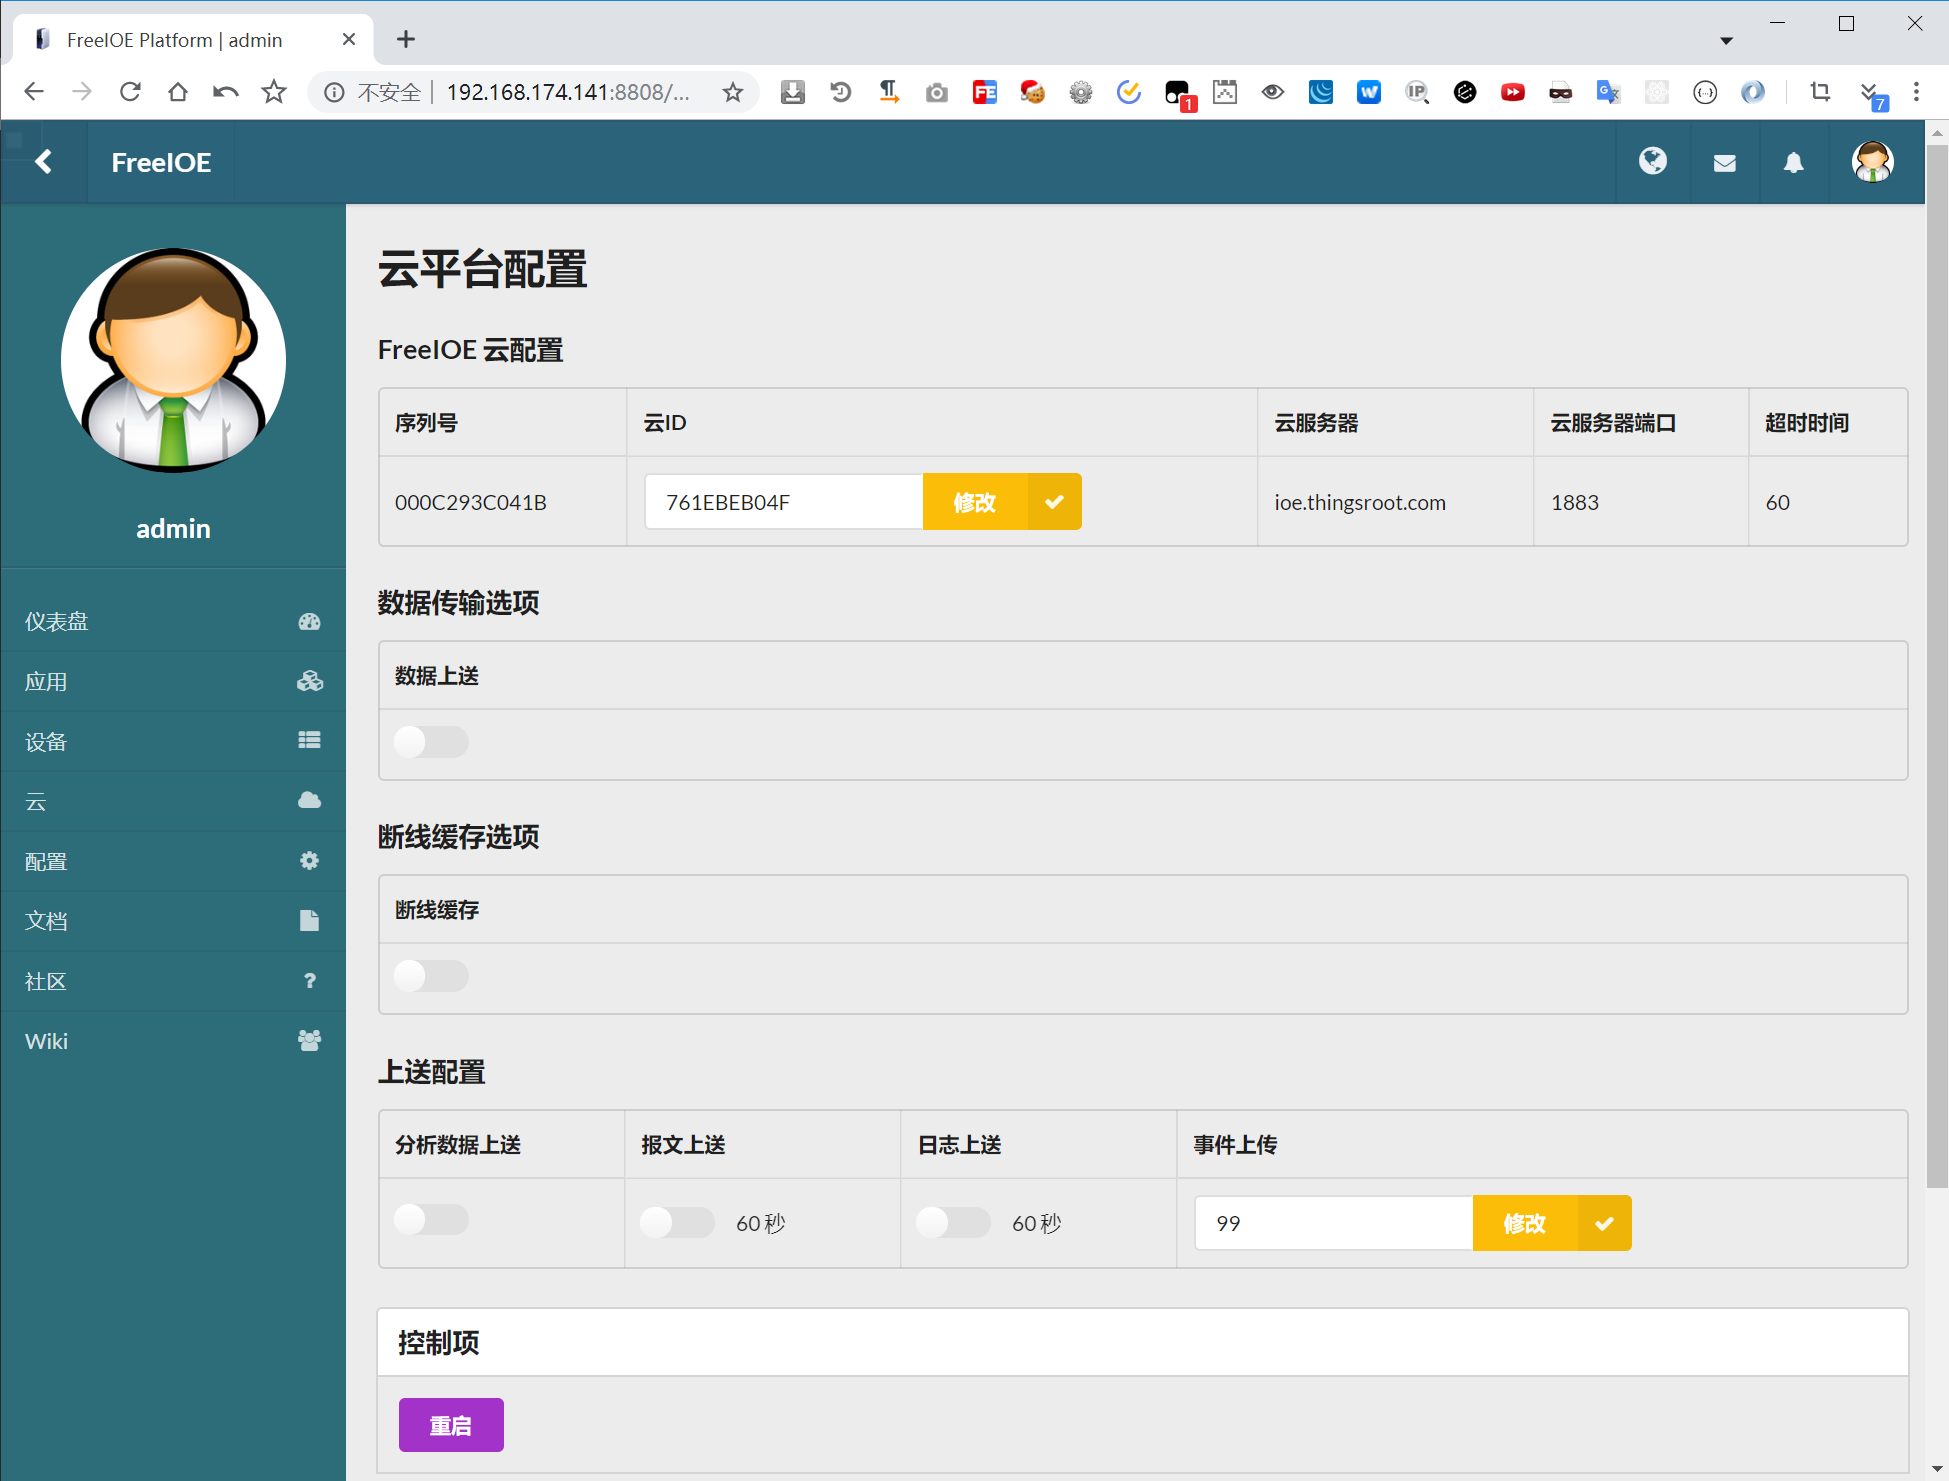 FreeIOE Platform | admin
不安全 192.168.174.141:8808/...
FE
1
W
IP
7
FreeIOE
admin
仪表盘
应用
设备
云
配置
文档
社区
Wiki
云平台配置
FreeIOE 云配置
序列号 云ID 云服务器 云服务器端口 超时时间
000C293C041B 761EBEB04F 修改 ioe.thingsroot.com 1883 60
数据传输选项
数据上送
断线缓存选项
断线缓存
上送配置
分析数据上送 报文上送 日志上送 事件上传
60 秒 60 秒 99 修改
控制项
重启